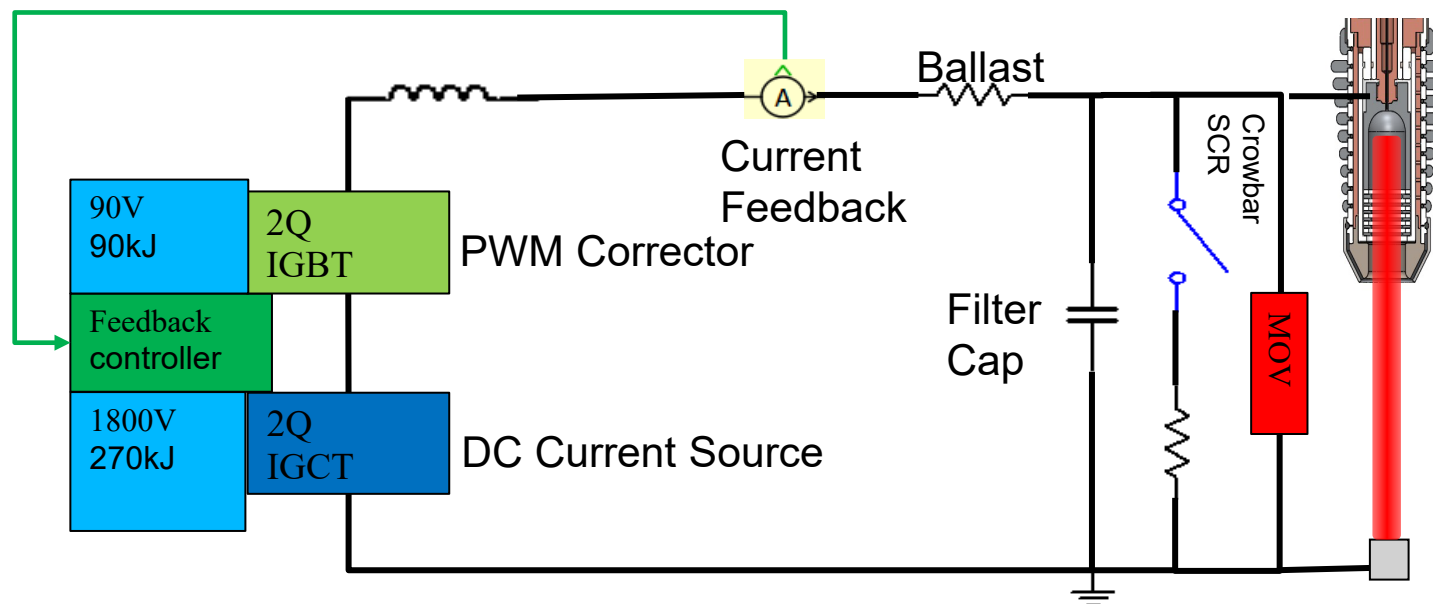 Ballast
A
Current
Feedback
Crowbar
SCR
90V
90kJ
2Q
IGBT
PWM Corrector
Feedback
controller
Filter
Cap
MOV
1800V
270kJ
2Q
IGCT
DC Current Source